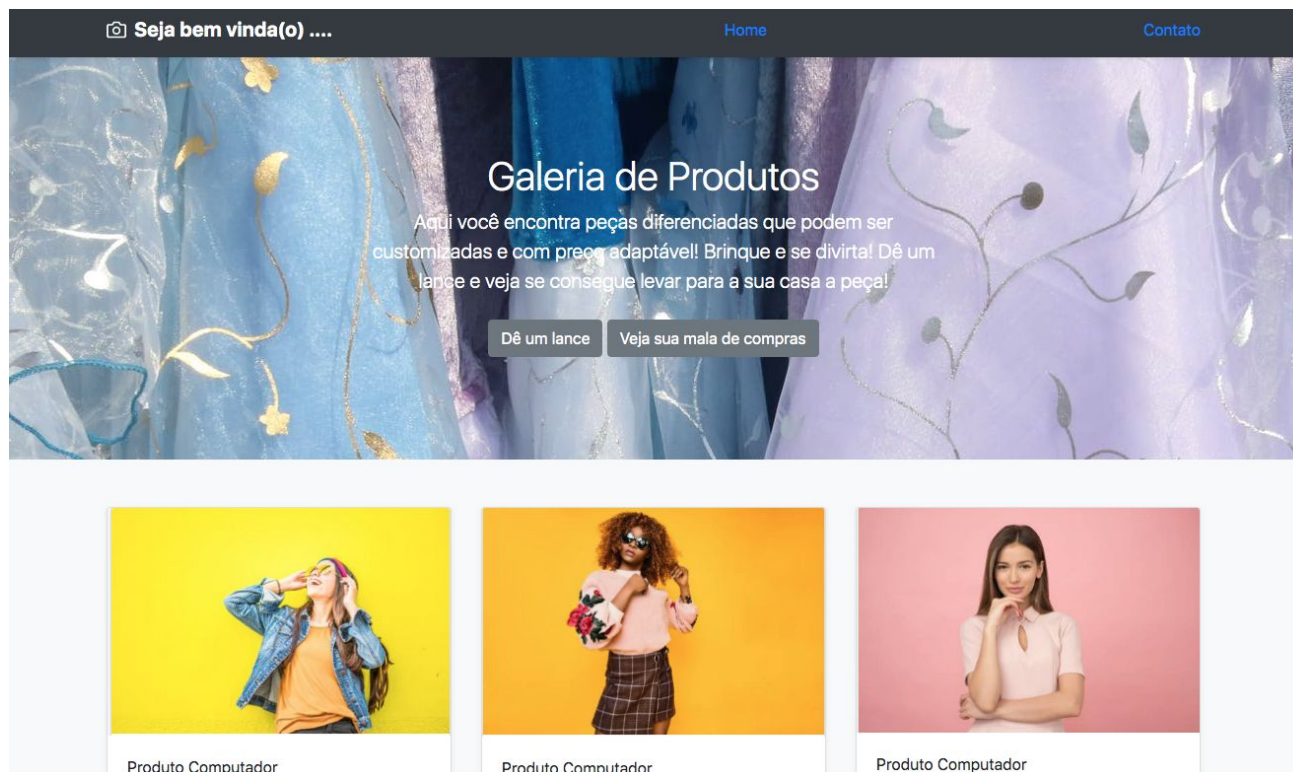 Seja bem vinda(o) ....
Home
Contato
Galeria de Produtos
Aqui você encontra peças diferenciadas que podem ser
customizadas e com preço adaptável! Brinque e se divirta! Dê um
lance e veja se consegue levar para a sua casa a peça!
Dê um lance
Veja sua mala de compras
Produto Computador
Produto Computador
Produto Computador